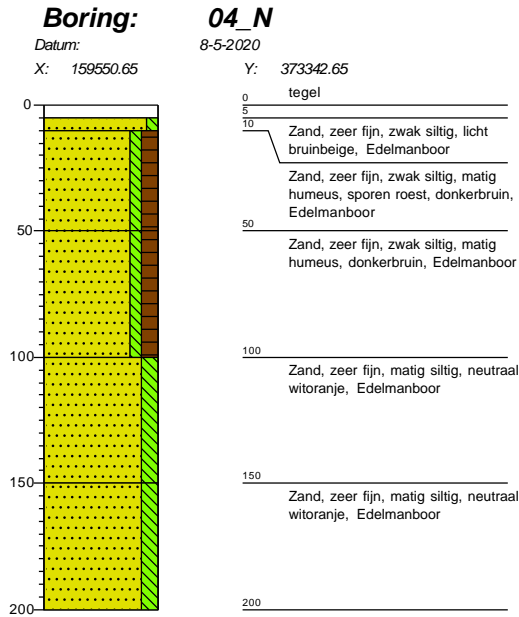 Boring: 04_N
Datum: 8-5-2020
X: 159550.65 Y: 373342.65
0
50
100
150
200
0
tegel
5
10
Zand, zeer fijn, zwak siltig, licht
bruinbeige, Edelmanboor
Zand, zeer fijn, zwak siltig, matig
humeus, sporen roest, donkerbruin,
Edelmanboor
50
Zand, zeer fijn, zwak siltig, matig
humeus, donkerbruin, Edelmanboor
100
Zand, zeer fijn, matig siltig, neutraal
witoranje, Edelmanboor
150
Zand, zeer fijn, matig siltig, neutraal
witoranje, Edelmanboor
200